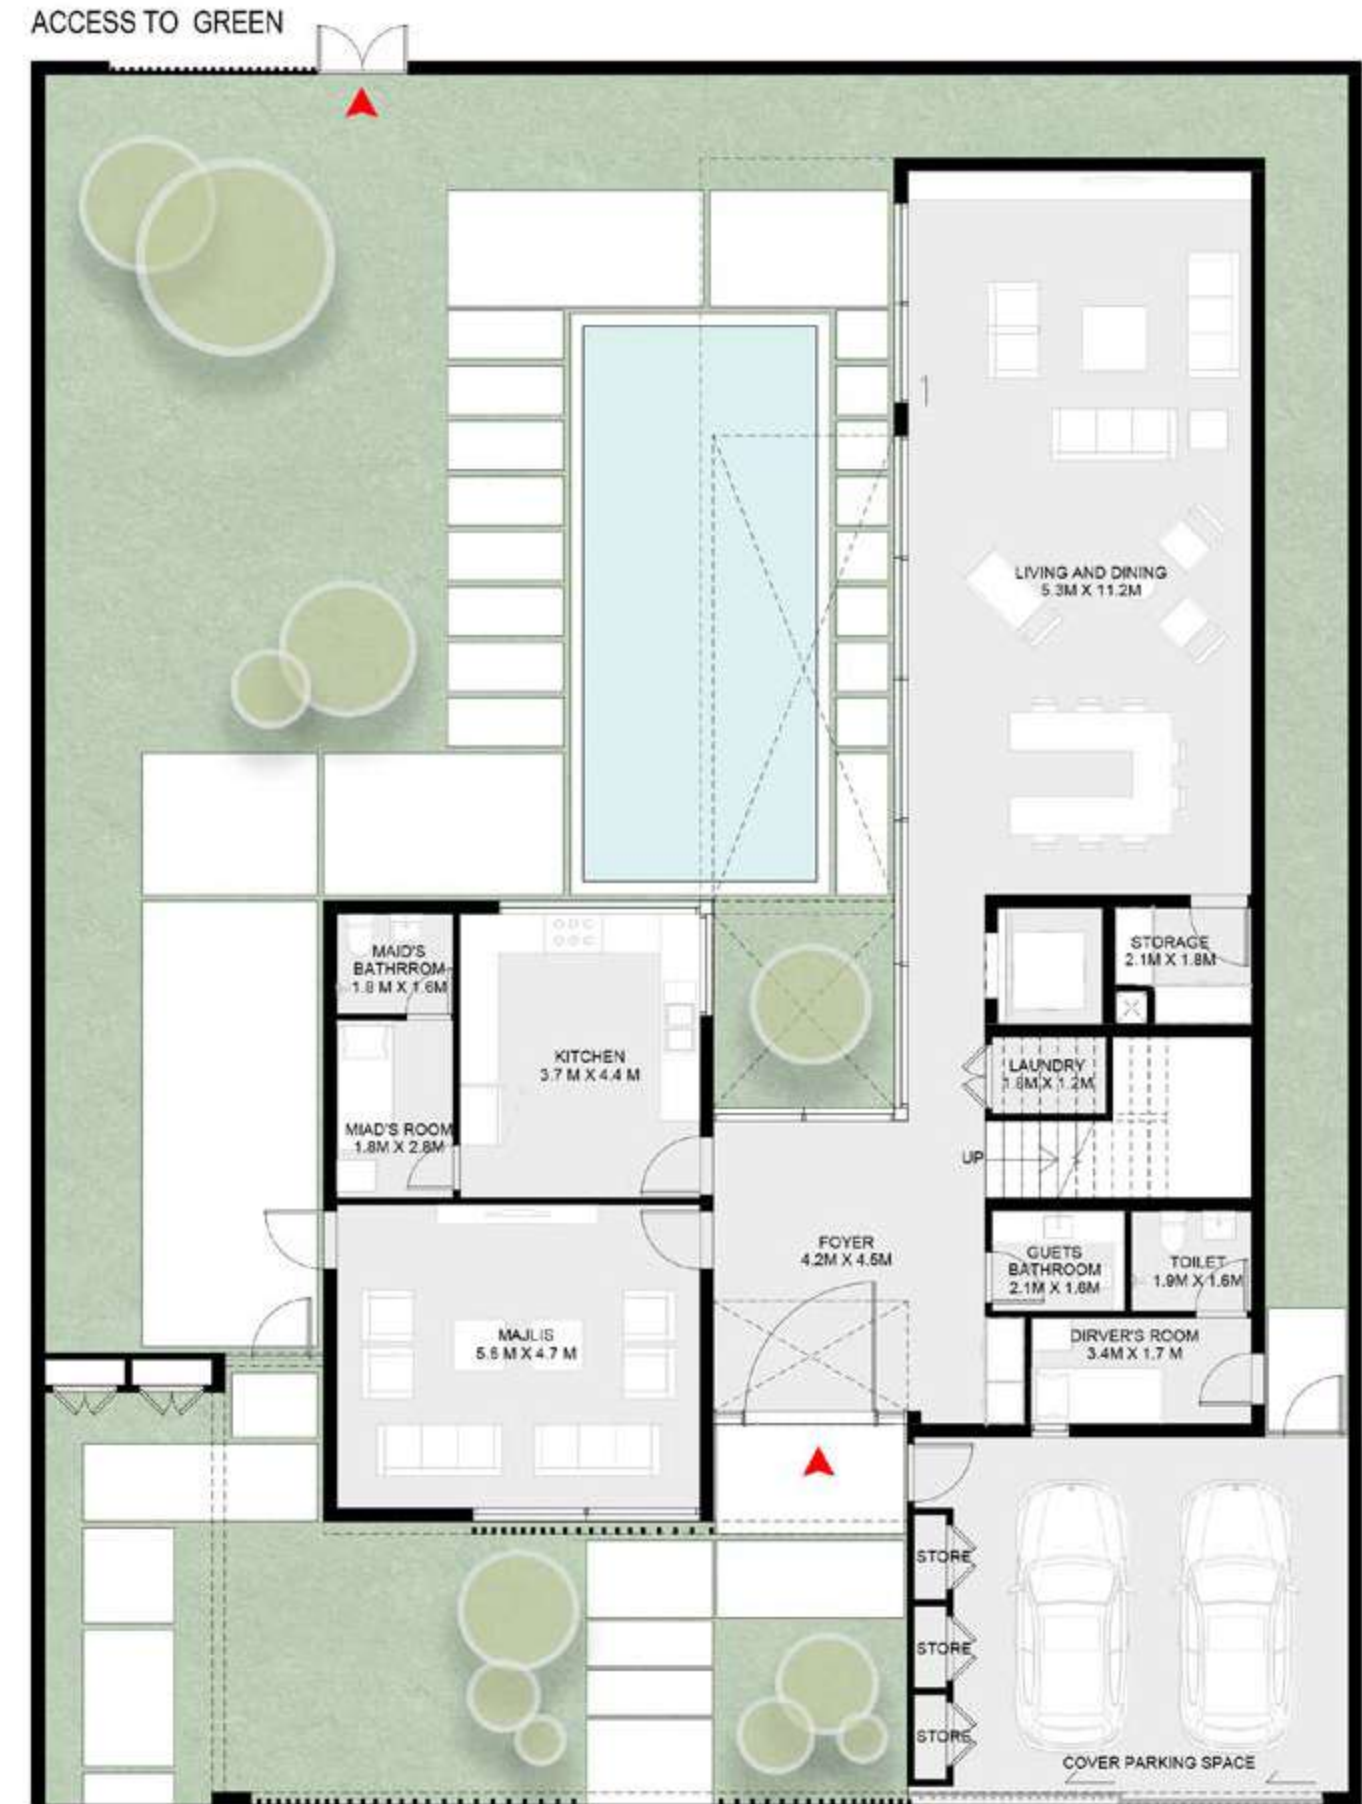 ACCESS TO GREEN
LIVING AND DINING
5.3M X 11.2M
MAID'S
BATHRROM
1.8 M X 1.6M
STORAGE
2.1M X 1.8M
KITCHEN
3.7 M X 4.4 M
LAUNDRY
1.8M X 1.2M
MIAD'S ROOM
1.8M X 2.8M
UP
FOYER
4.2M X 4.5M
GUETS
BATHROOM
2.1M X 1.6M
TOILET
1.9M X 1.6M
MAJLIS
5.6 M X 4.7 M
DIRVER'S ROOM
3.4M X 1.7 M
STORE
STORE
STORE
COVER PARKING SPACE